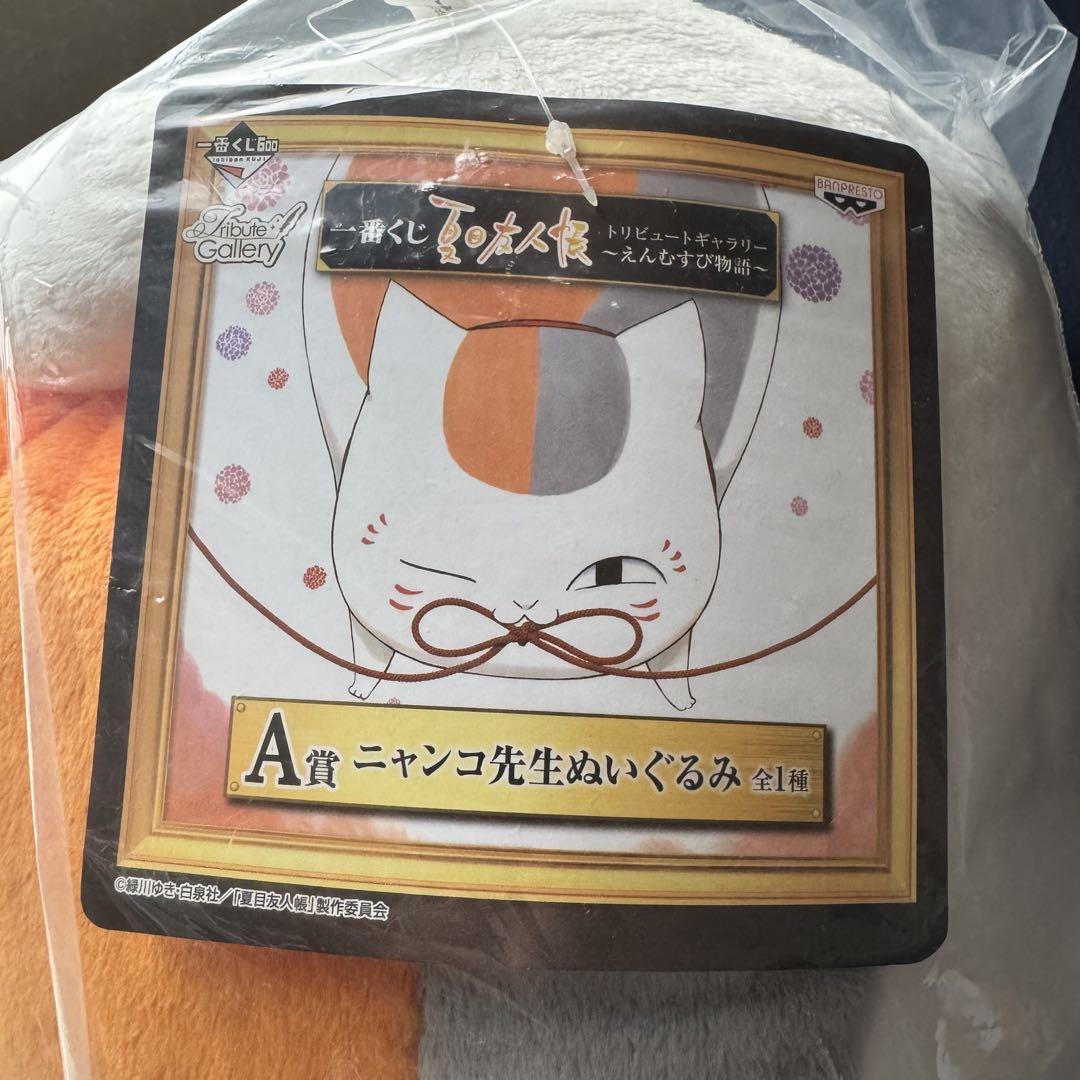 一番くじ600
Ichiban KUJI
Tribute
Gallery
BANPRESTO
一番くじ 夏目友人帳 トリビュートギャラリー
～えんむすび物語～
A賞 ニャンコ先生ぬいぐるみ 全1種
©緑川ゆき・白泉社／「夏目友人帳」製作委員会